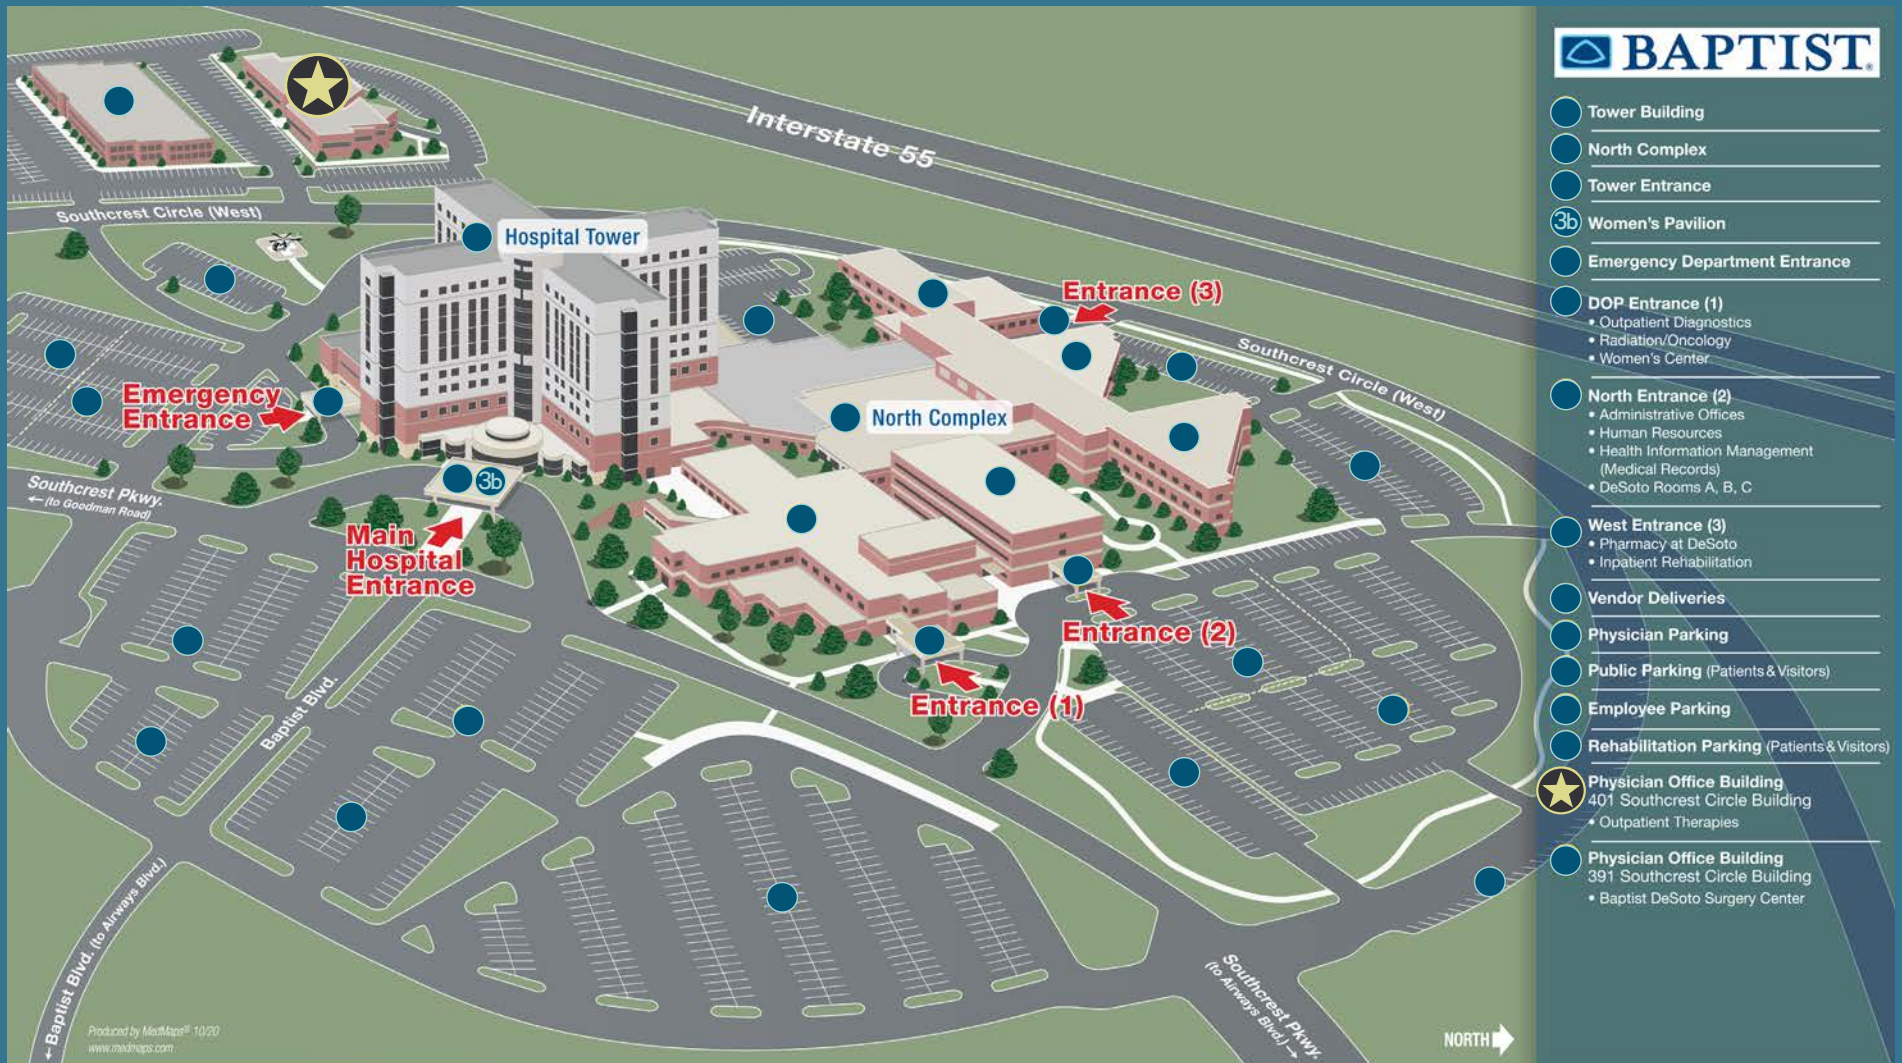 Interstate 55
Southcrest Circle (West)
Hospital Tower
Entrance (3)
Southcrest Circle (West)
Emergency
Entrance
North Complex
3b
Southcrest Pkwy.
←(to Goodman Road)
Main
Hospital
Entrance
Entrance (2)
Entrance (1)
Baptist Blvd.
←Baptist Blvd. (to Airways Blvd.)
Southcrest Pkwy.
(to Airways Blvd.)→
Produced by MedMaps® 10/20
www.medmaps.com
NORTH
BAPTIST®
Tower Building
North Complex
Tower Entrance
3b Women's Pavilion
Emergency Department Entrance
DOP Entrance (1)
• Outpatient Diagnostics
• Radiation/Oncology
• Women's Center
North Entrance (2)
• Administrative Offices
• Human Resources
• Health Information Management
(Medical Records)
• DeSoto Rooms A, B, C
West Entrance (3)
• Pharmacy at DeSoto
• Inpatient Rehabilitation
Vendor Deliveries
Physician Parking
Public Parking (Patients & Visitors)
Employee Parking
Rehabilitation Parking (Patients & Visitors)
Physician Office Building
401 Southcrest Circle Building
• Outpatient Therapies
Physician Office Building
391 Southcrest Circle Building
• Baptist DeSoto Surgery Center